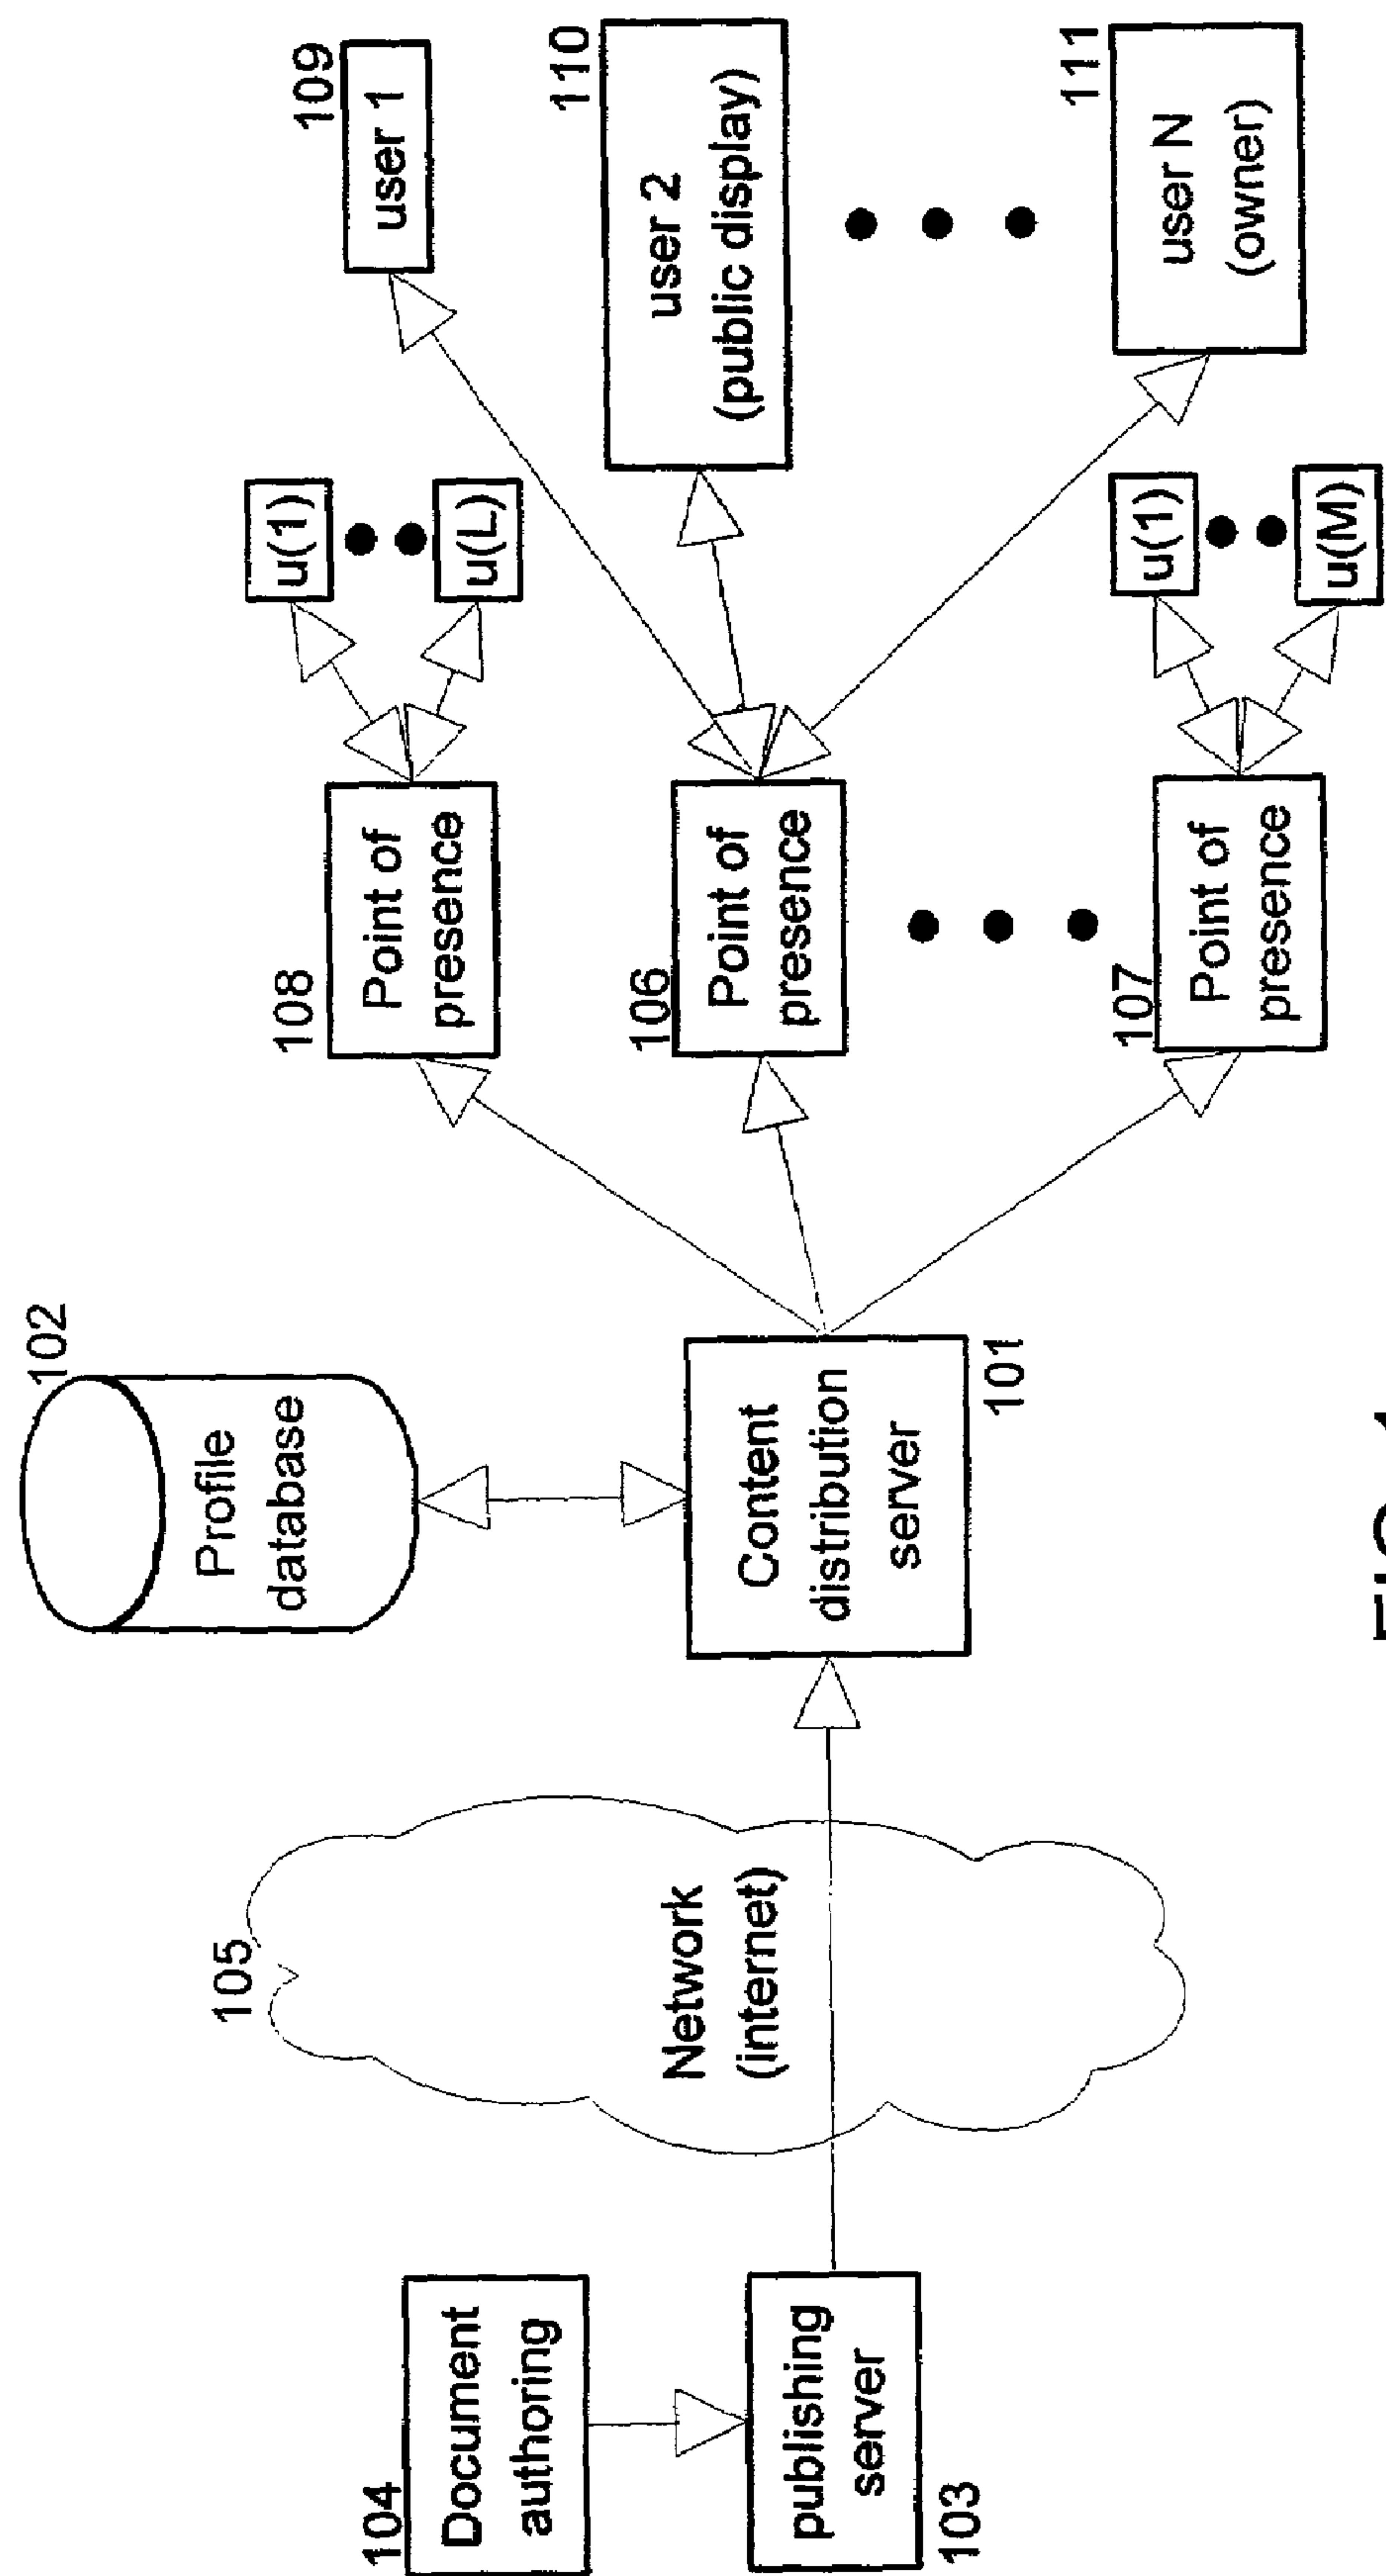 104
Document
authoring
publishing
server
103
105
Network
(internet)
102
Profile
database
Content
distribution
server
101
108
Point of
presence
106
Point of
presence
107
Point of
presence
u(1)
u(L)
u(1)
u(M)
109
user 1
110
user 2
(public display)
111
user N
(owner)